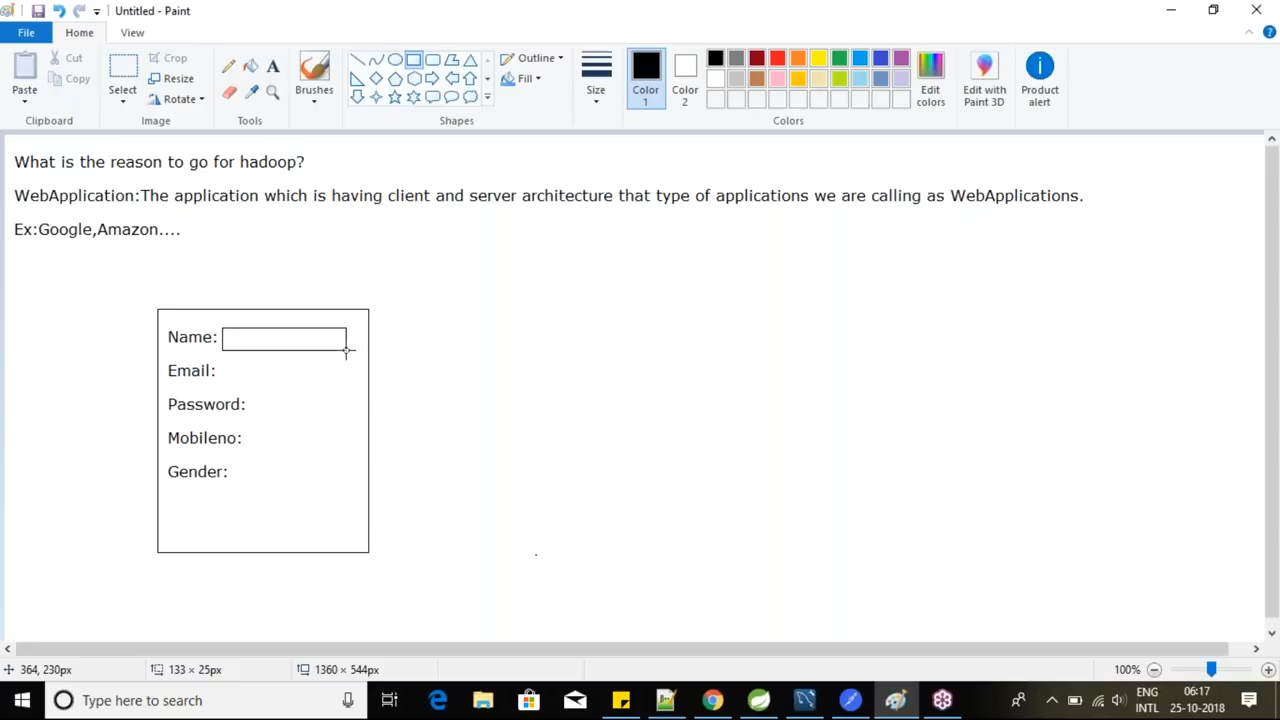 Untitled - Paint
File
Home
View
Paste
Cut
Copy
Clipboard
Select
Crop
Resize
Rotate
Image
A
Tools
Brushes
Outline
Fill
Shapes
Size
Color 1
Color 2
Edit colors
Colors
Edit with Paint 3D
Product alert
What is the reason to go for hadoop?
WebApplication:The application which is having client and server architecture that type of applications we are calling as WebApplications.
Ex:Google,Amazon....
Name:
Email:
Password:
Mobileno:
Gender:
364, 230px
133 × 25px
1360 × 544px
100%
Type here to search
ENG
INTL
06:17
25-10-2018